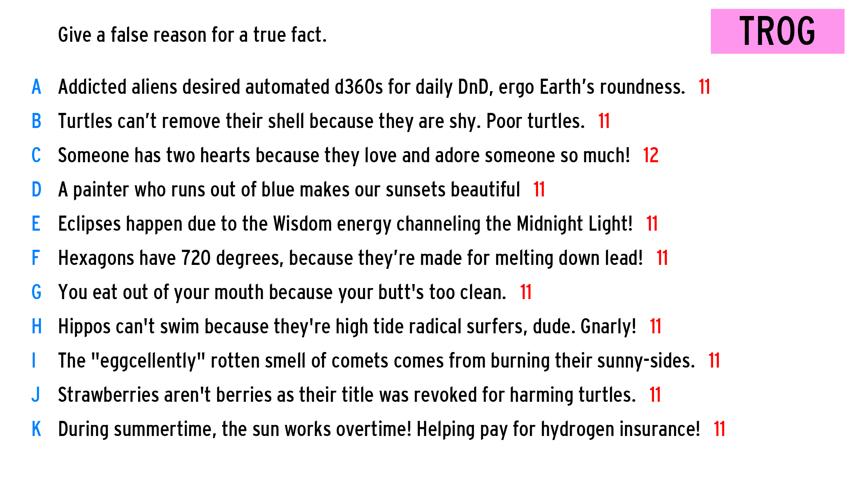 Give a false reason for a true fact.
TROG
A Addicted aliens desired automated d360s for daily DnD, ergo Earth’s roundness. 11
B Turtles can’t remove their shell because they are shy. Poor turtles. 11
C Someone has two hearts because they love and adore someone so much! 12
D A painter who runs out of blue makes our sunsets beautiful 11
E Eclipses happen due to the Wisdom energy channeling the Midnight Light! 11
F Hexagons have 720 degrees, because they’re made for melting down lead! 11
G You eat out of your mouth because your butt's too clean. 11
H Hippos can't swim because they're high tide radical surfers, dude. Gnarly! 11
I The "eggcellently" rotten smell of comets comes from burning their sunny-sides. 11
J Strawberries aren't berries as their title was revoked for harming turtles. 11
K During summertime, the sun works overtime! Helping pay for hydrogen insurance! 11